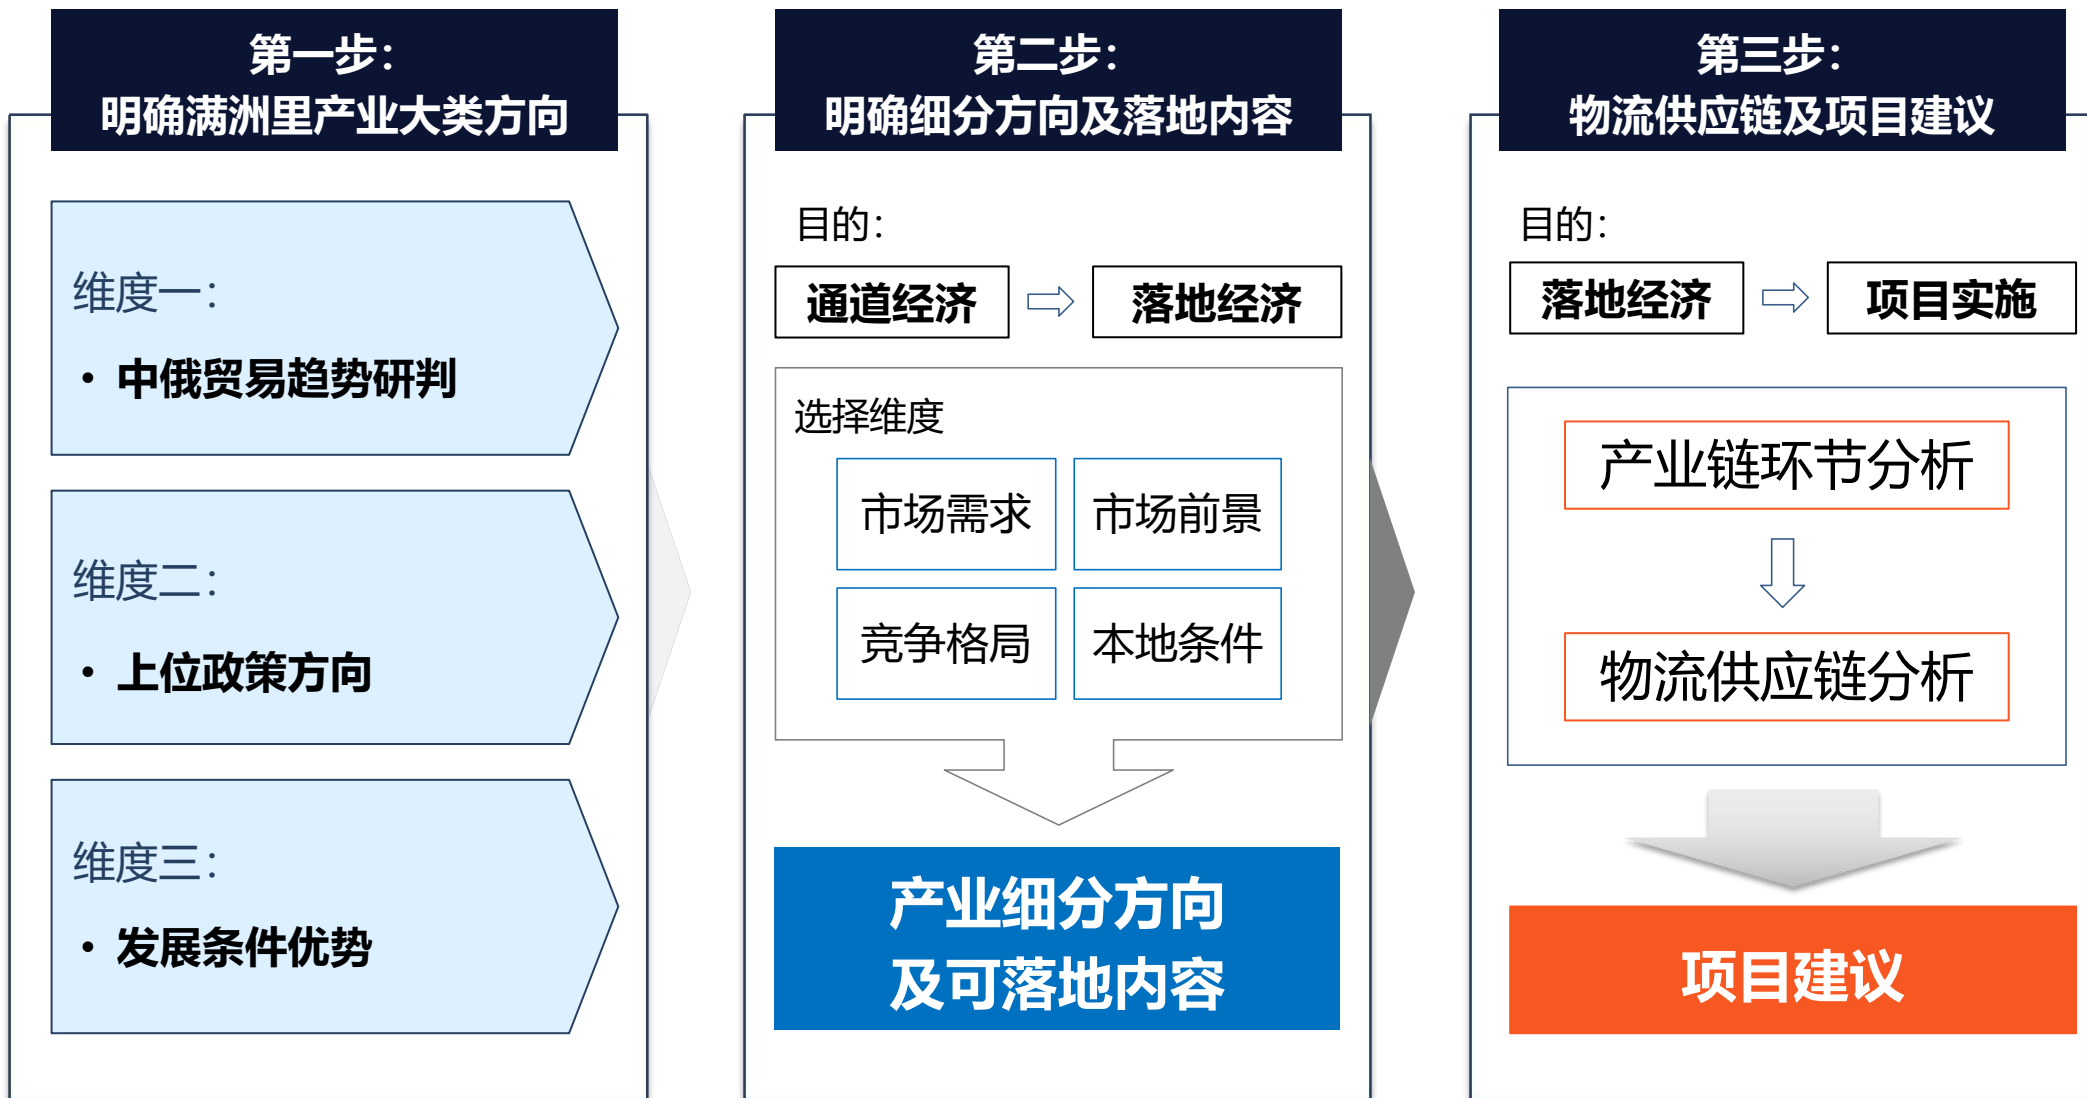 第一步：
明确满洲里产业大类方向
维度一：
• 中俄贸易趋势研判
维度二：
• 上位政策方向
维度三：
• 发展条件优势
第二步：
明确细分方向及落地内容
目的：
通道经济
落地经济
选择维度
市场需求
市场前景
竞争格局
本地条件
产业细分方向
及可落地内容
第三步：
物流供应链及项目建议
目的：
落地经济
项目实施
产业链环节分析
物流供应链分析
项目建议